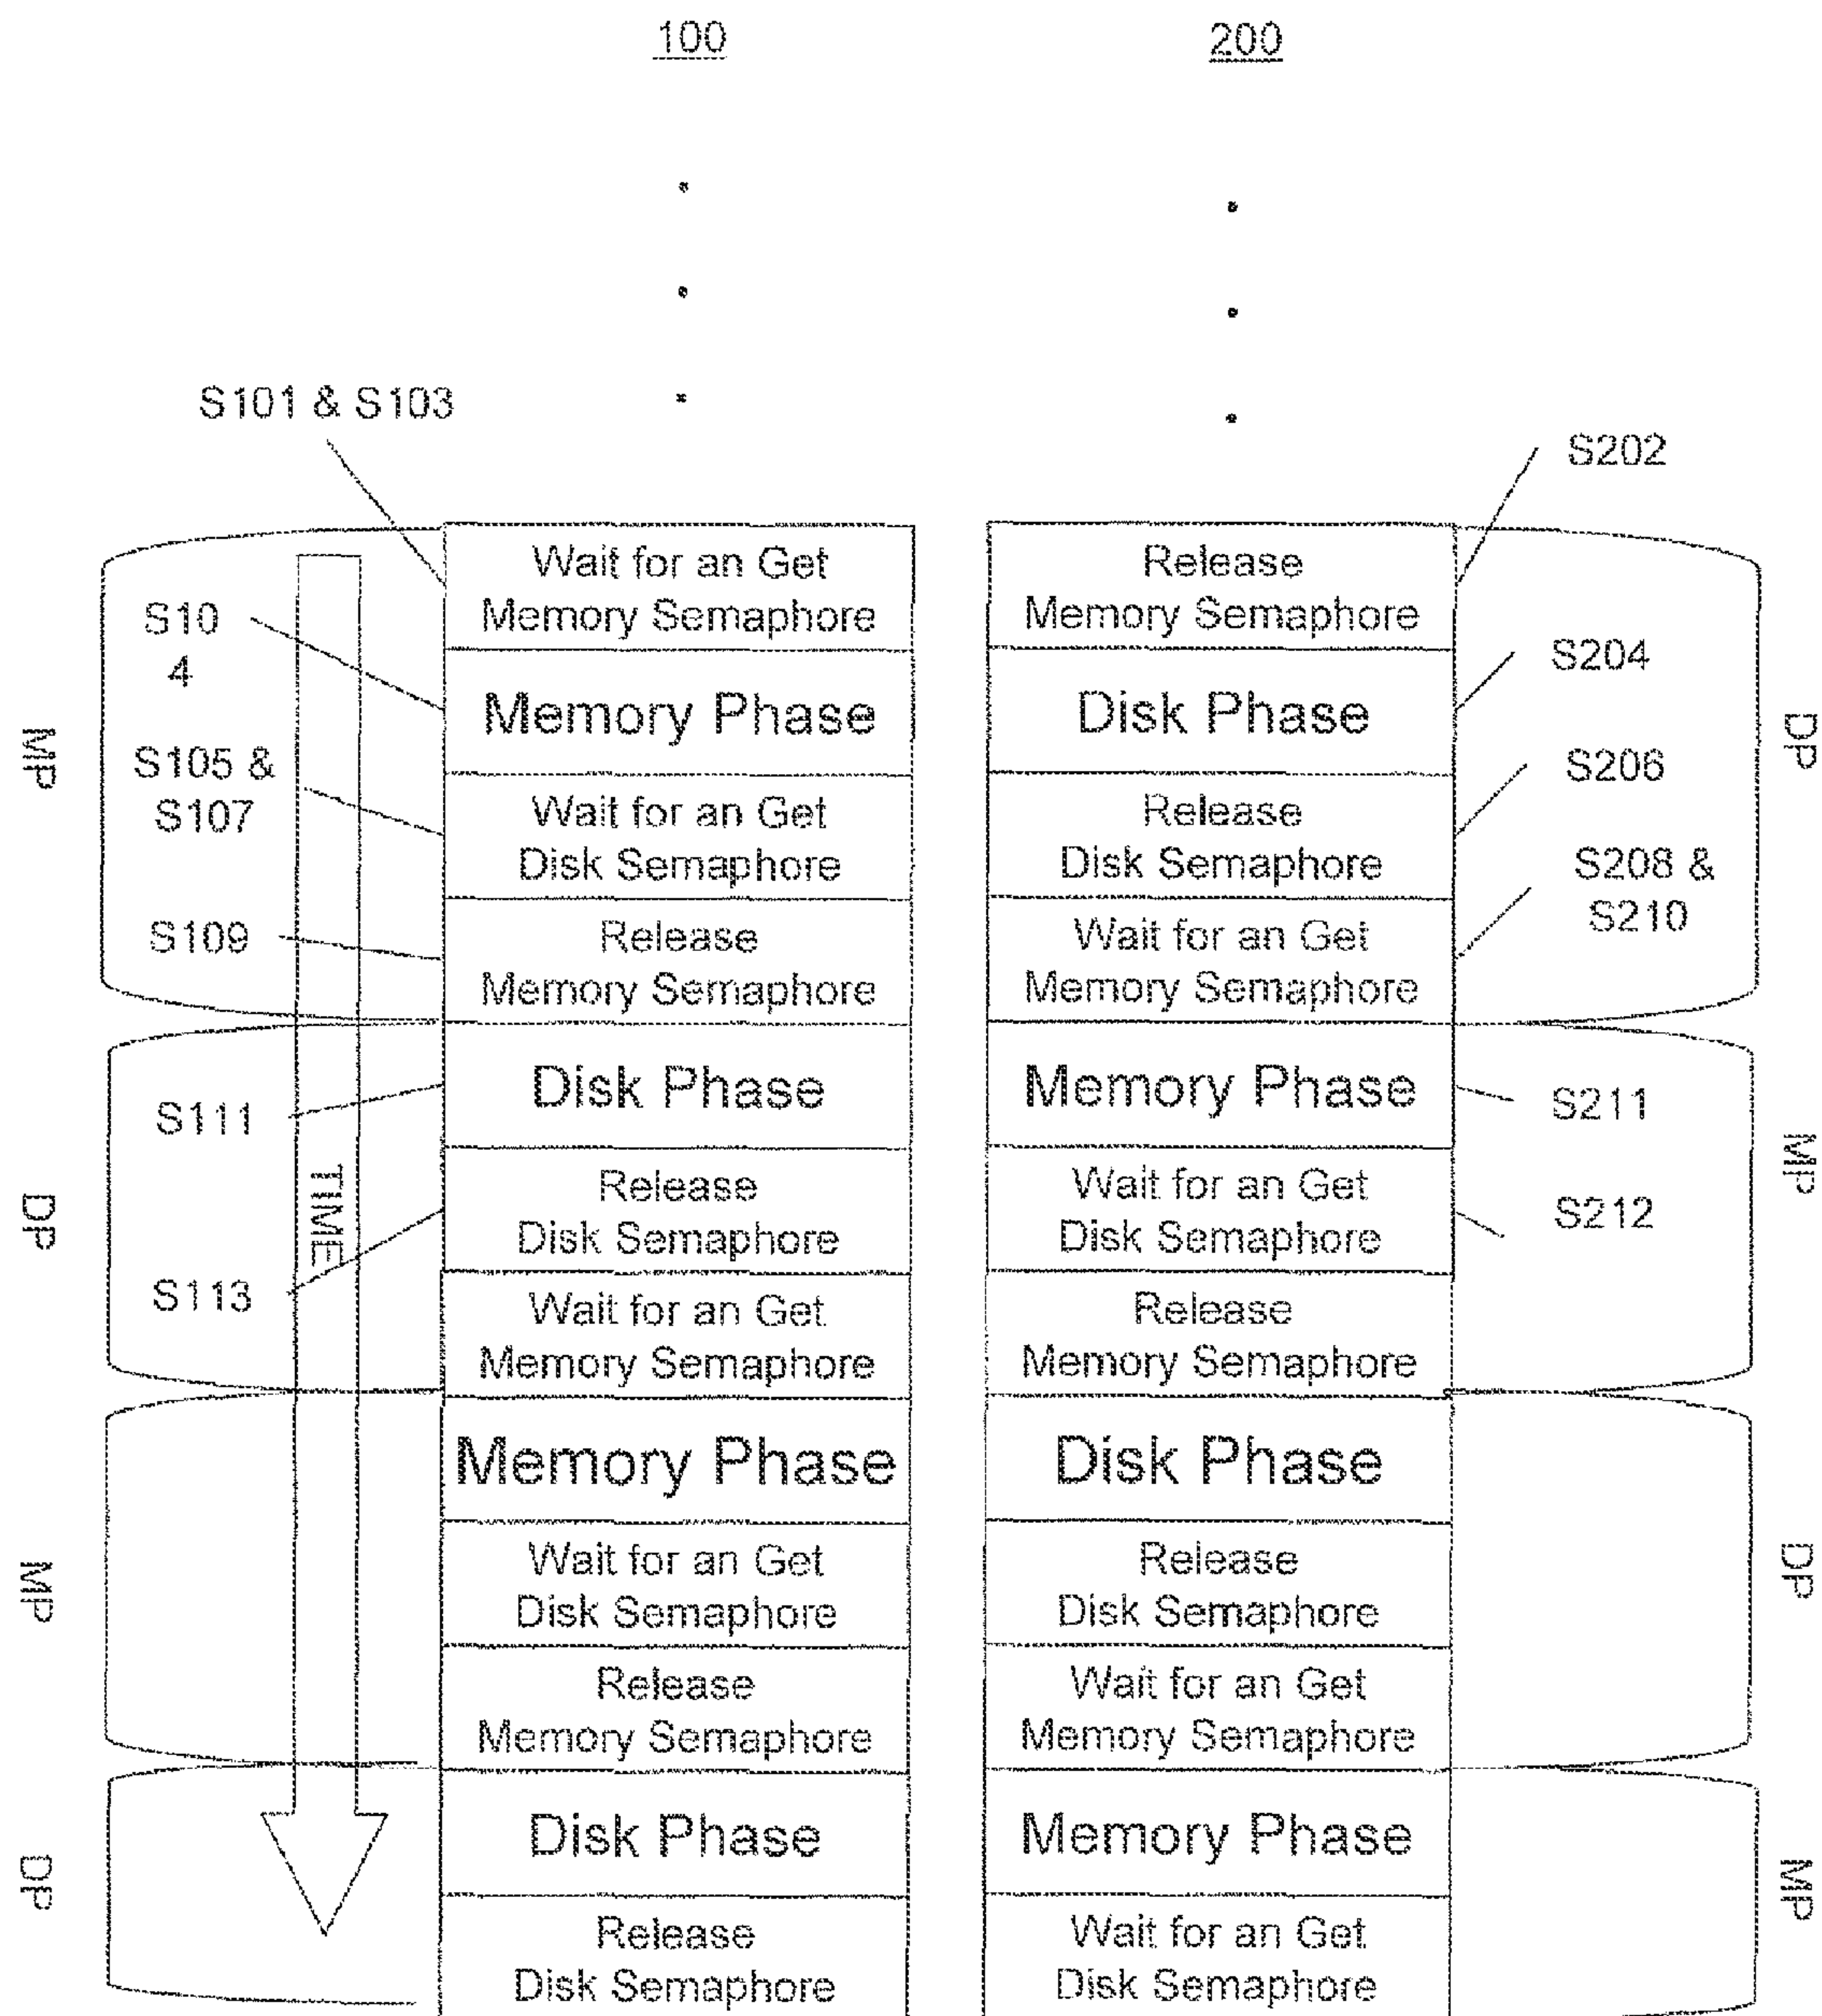 100
200
S101 & S103
S202
Wait for an Get
Memory Semaphore
Release
Memory Semaphore
S10
4
Memory Phase
Disk Phase
S204
MP
S105 &
S107
Wait for an Get
Disk Semaphore
Release
Disk Semaphore
S206
DP
S109
Release
Memory Semaphore
Wait for an Get
Memory Semaphore
S208 &
S210
S111
Disk Phase
Memory Phase
S211
DP
TIME
Release
Disk Semaphore
Wait for an Get
Disk Semaphore
S212
MP
S113
Wait for an Get
Memory Semaphore
Release
Memory Semaphore
Memory Phase
Disk Phase
MP
Wait for an Get
Disk Semaphore
Release
Disk Semaphore
DP
Release
Memory Semaphore
Wait for an Get
Memory Semaphore
DP
Disk Phase
Memory Phase
MP
Release
Disk Semaphore
Wait for an Get
Disk Semaphore